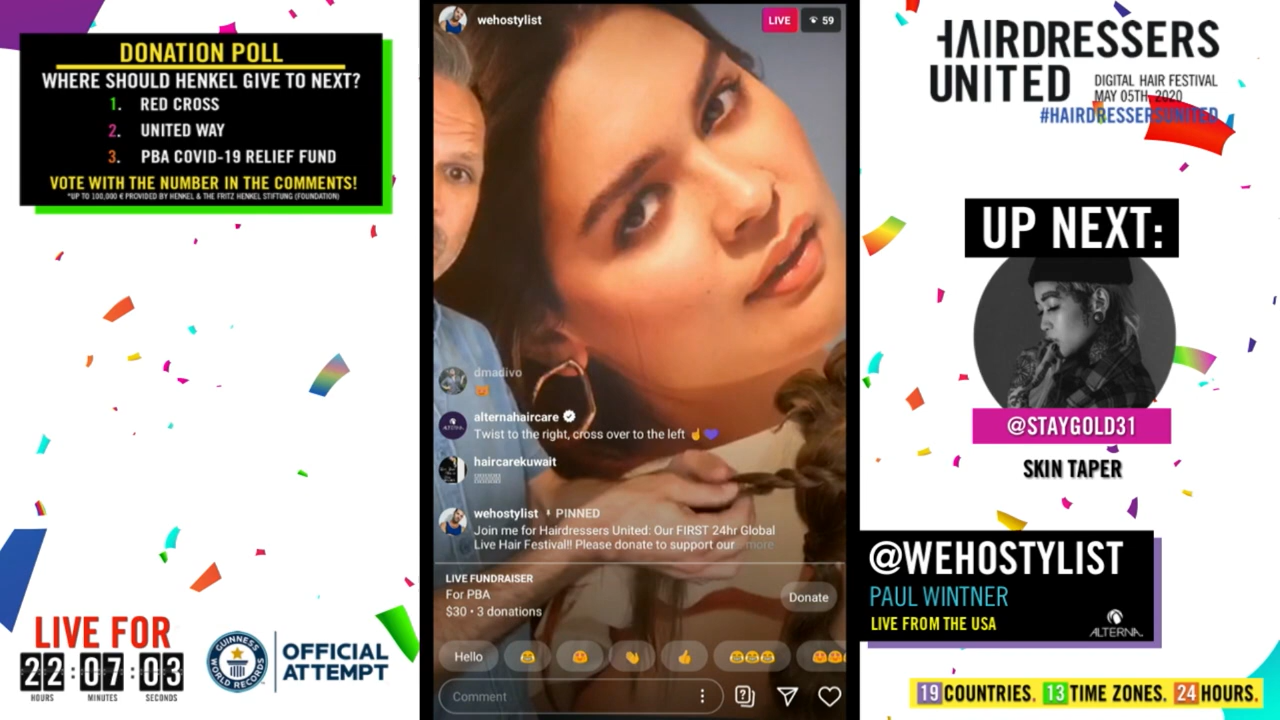 DONATION POLL
WHERE SHOULD HENKEL GIVE TO NEXT?
1. RED CROSS
2. UNITED WAY
3. PBA COVID-19 RELIEF FUND
VOTE WITH THE NUMBER IN THE COMMENTS!
*UP TO 100,000 € PROVIDED BY HENKEL & THE FRITZ HENKEL STIFTUNG (FOUNDATION)
LIVE FOR
22:07:03
HOURS MINUTES SECONDS
GUINNESS WORLD RECORDS
OFFICIAL
ATTEMPT
wehostylist
LIVE
59
dmadivo
alternahaircare
Twist to the right, cross over to the left ☝️💜
haircarekuwait
wehostylist PINNED
Join me for Hairdressers United: Our FIRST 24hr Global
Live Hair Festival!! Please donate to support our more
LIVE FUNDRAISER
For PBA
$30 • 3 donations
Donate
Hello
Comment
HAIRDRESSERS
UNITED
DIGITAL HAIR FESTIVAL
MAY 05TH, 2020
#HAIRDRESSERSUNITED
UP NEXT:
@STAYGOLD31
SKIN TAPER
@WEHOSTYLIST
PAUL WINTNER
LIVE FROM THE USA
ALTERNA
19 COUNTRIES. 13 TIME ZONES. 24 HOURS.